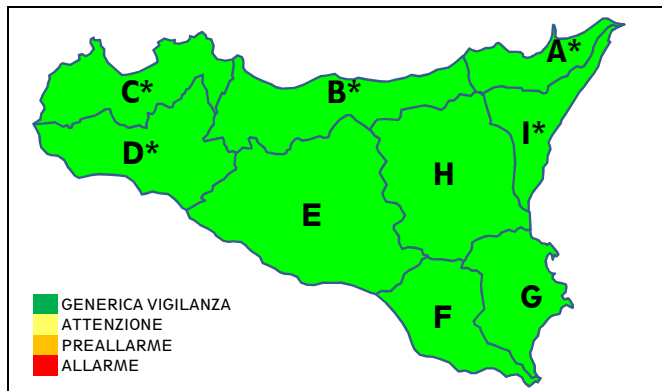 A*
C*
B*
I*
D*
H
E
G
F
GENERICA VIGILANZA
ATTENZIONE
PREALLARME
ALLARME